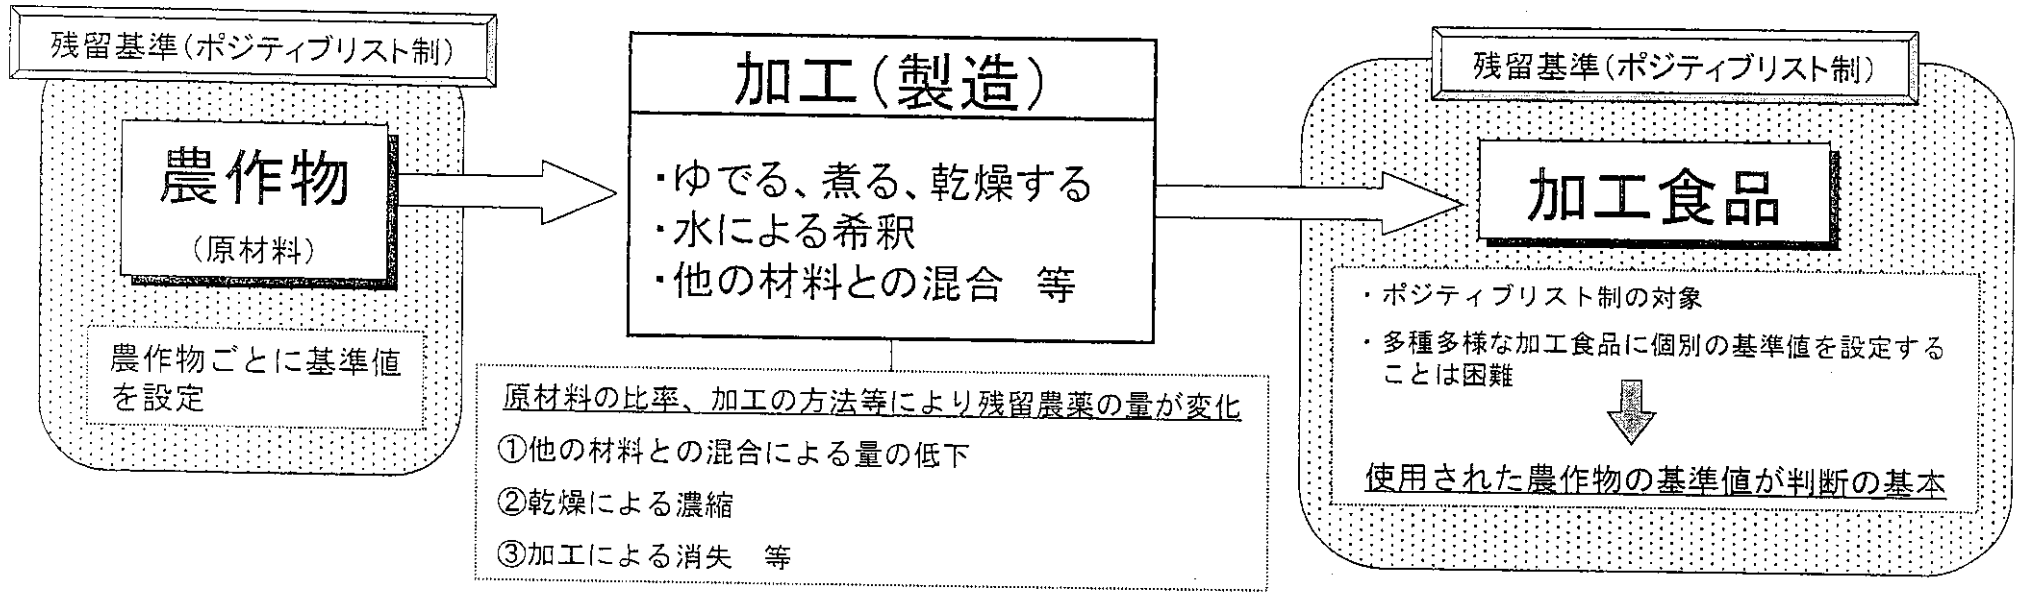 残留基準(ポジティブリスト制)
農作物
(原材料)
農作物ごとに基準値
を設定
加工(製造)
・ゆでる、煮る、乾燥する
・水による希釈
・他の材料との混合　等
原材料の比率、加工の方法等により残留農薬の量が変化
①他の材料との混合による量の低下
②乾燥による濃縮
③加工による消失　等
残留基準(ポジティブリスト制)
加工食品
・ポジティブリスト制の対象
・多種多様な加工食品に個別の基準値を設定する
ことは困難
使用された農作物の基準値が判断の基本